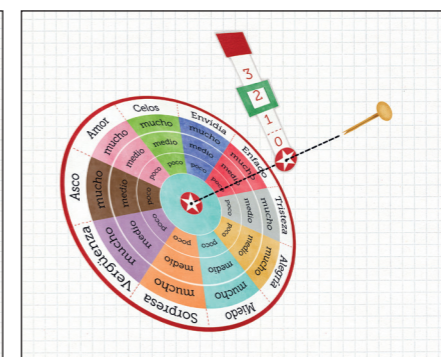 3
2
1
0
Celos
mucho
medio
poco
Envidia
mucho
medio
poco
Enfado
mucho
medio
Tristeza
mucho
medio
poco
Alegría
mucho
medio
poco
Miedo
mucho
medio
poco
Sorpresa
mucho
medio
poco
Vergüenza
mucho
medio
poco
Asco
mucho
medio
poco
Amor
mucho
medio
poco